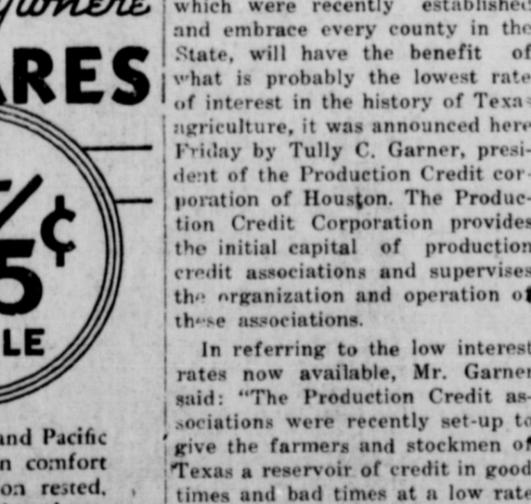 ARES
¢
5
LE
and Pacific
n comfort
on rested.
which were recently established
and embrace every county in the
State, will have the benefit of
what is probably the lowest rate
of interest in the history of Texas
agriculture, it was announced here
Friday by Tully C. Garner, presi-
dent of the Production Credit cor-
poration of Houston. The Produc-
tion Credit Corporation provides
the initial capital of production
credit associations and supervises
the organization and operation of
these associations.
In referring to the low interest
rates now available, Mr. Garner
said: "The Production Credit as-
sociations were recently set-up to
give the farmers and stockmen of
Texas a reservoir of credit in good
times and bad times at a low rat